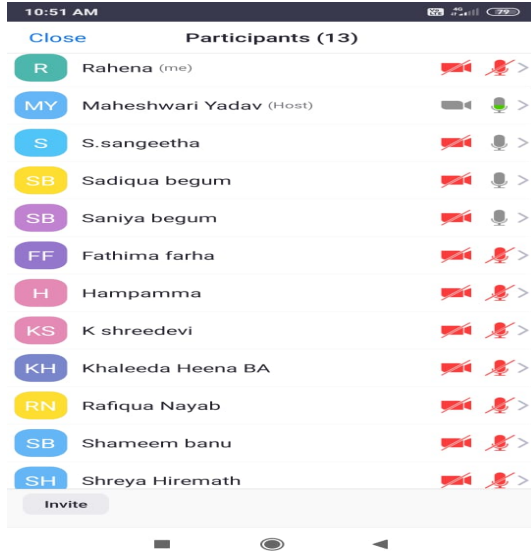 10:51 AM 4G 79
Close Participants (13)
R Rahena (me)
MY Maheshwari Yadav (Host)
S S.sangeetha
SB Sadiqua begum
SB Saniya begum
FF Fathima farha
H Hampamma
KS K shreedevi
KH Khaleeda Heena BA
RN Rafiqua Nayab
SB Shameem banu
SH Shreya Hiremath
Invite